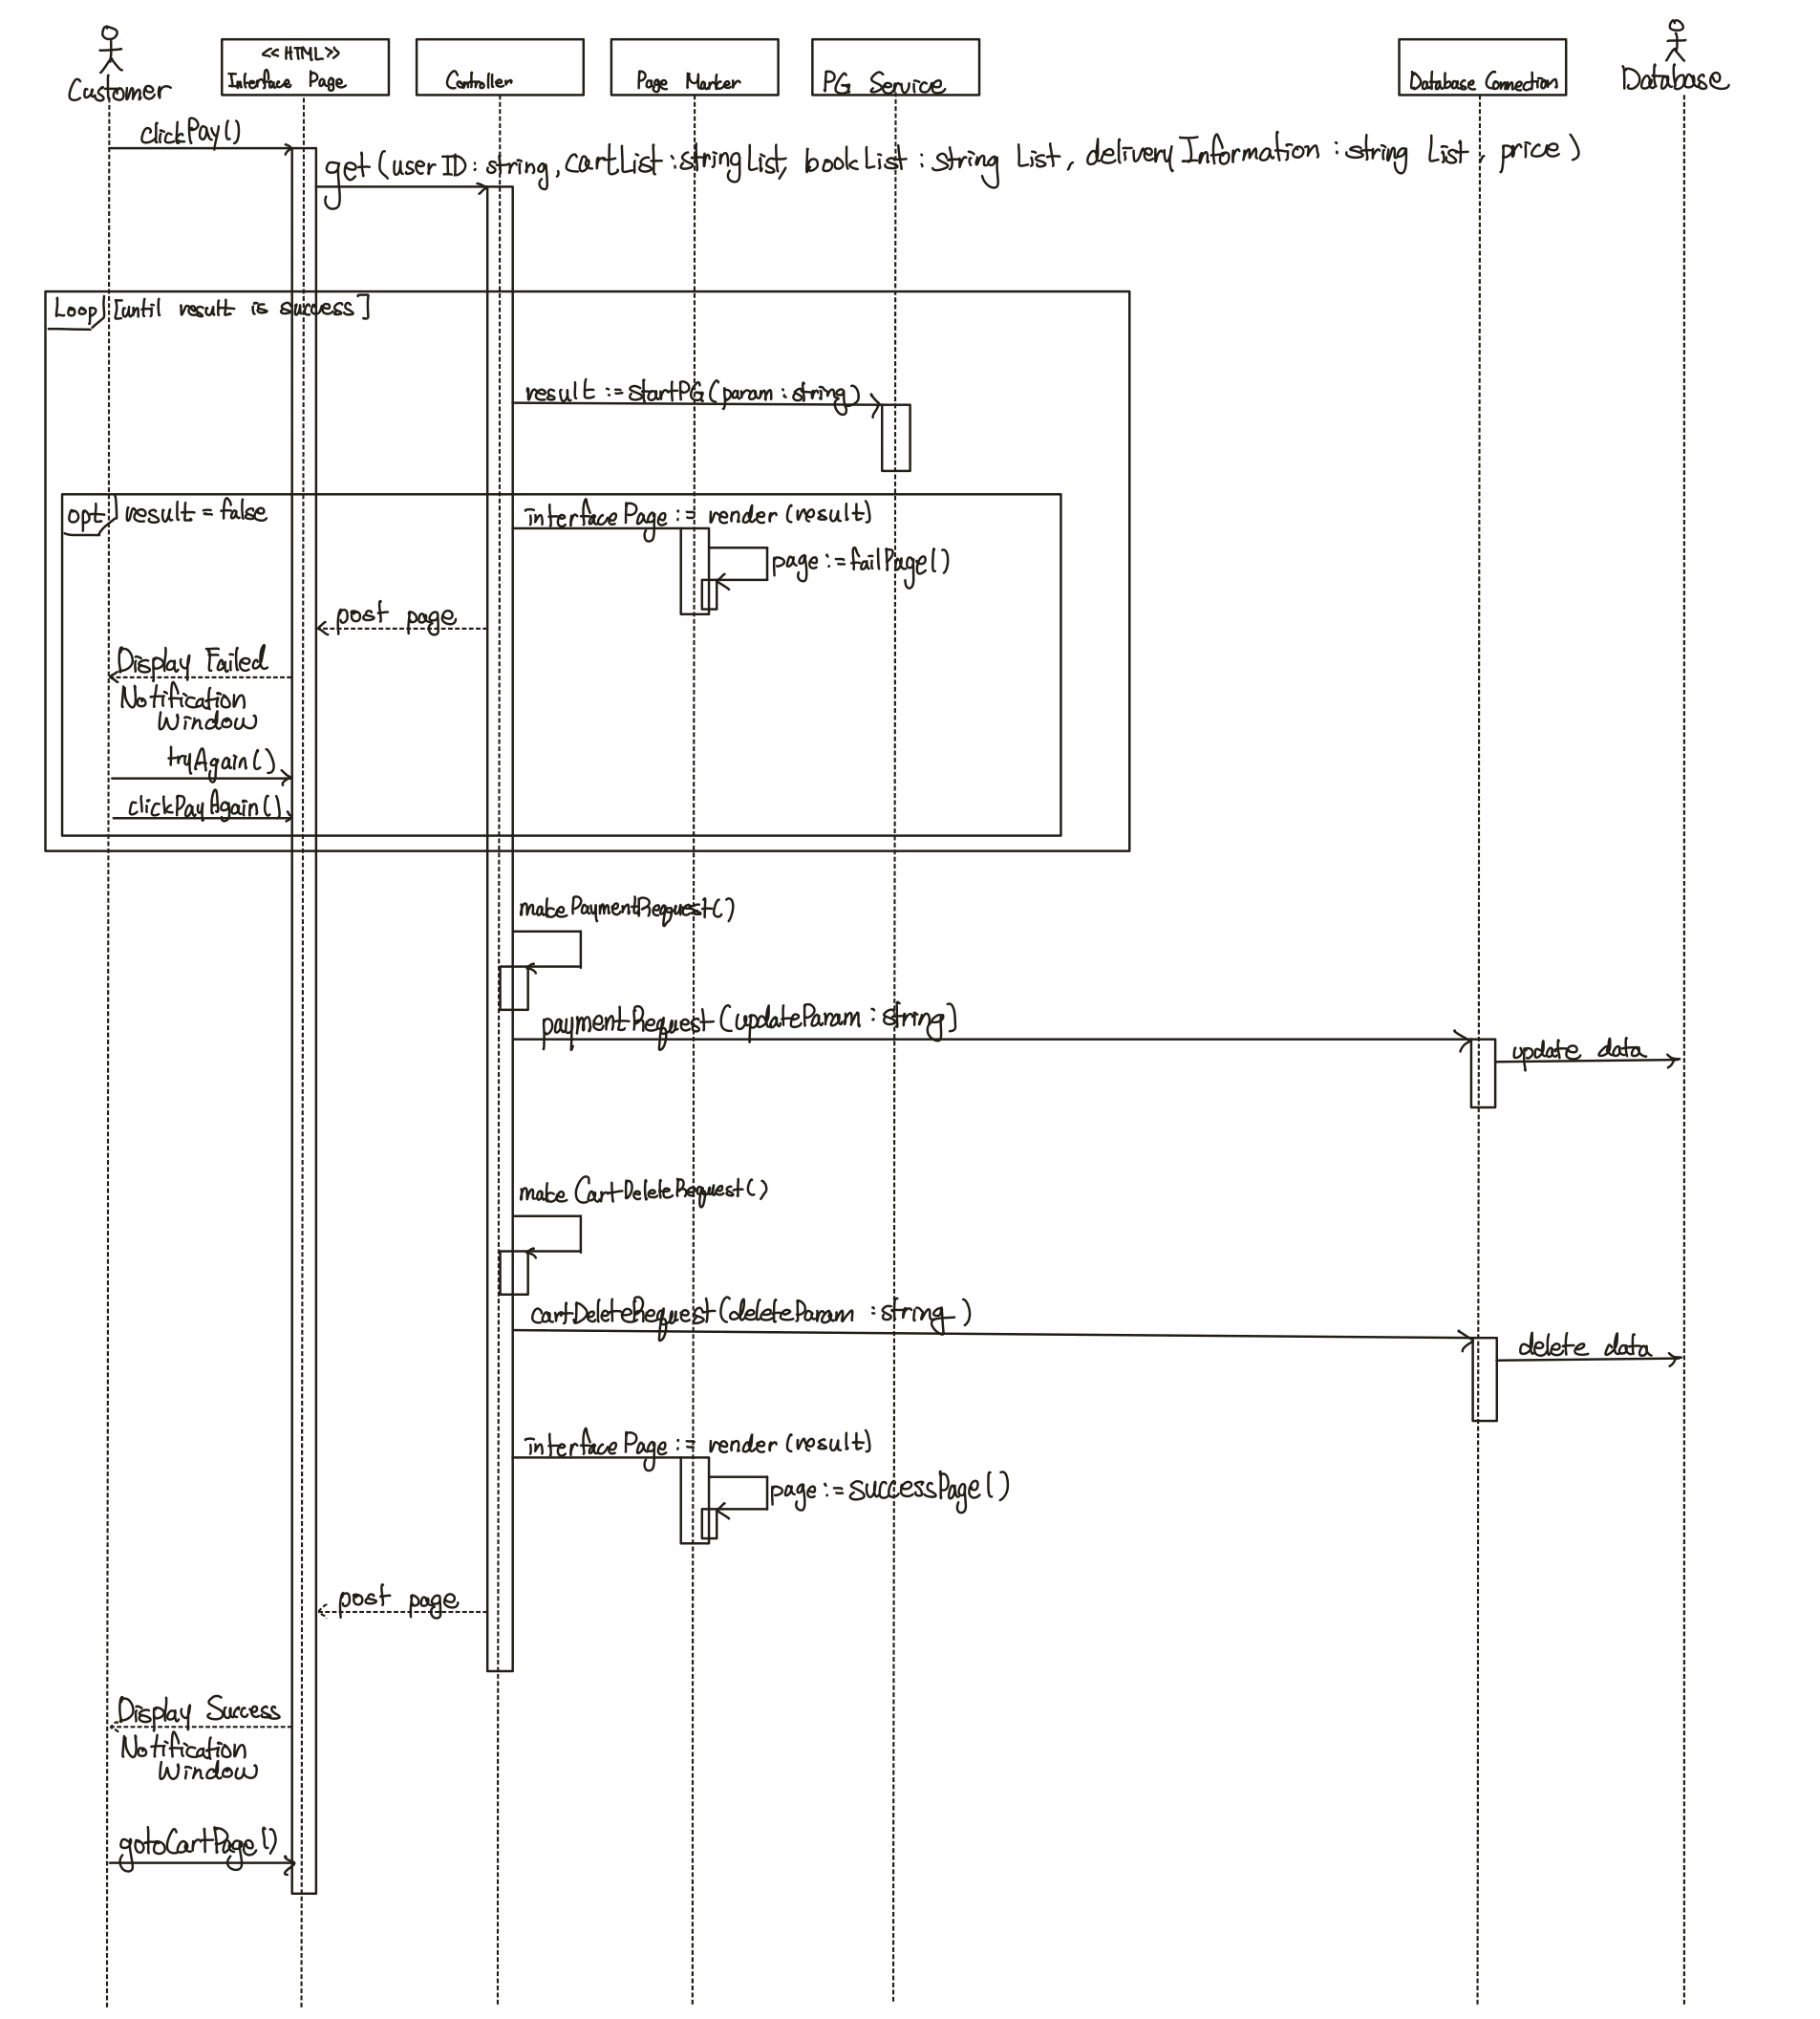 Customer
<<HTML>>
Interface Page
Controller
Page Marker
PG Service
Database Connection
Database
clickPay()
get(userID:string, cartList:stringList, bookList:string List, deliveryInformation:string List, price)
Loop [until result is success]
result := startPG(param:string)
opt result = false
interfacePage := render(result)
page := failPage()
post page
Display Failed
Notification
Window
tryAgain()
clickPayAgain()
makePaymentRequest()
paymentRequest(updateParam:string)
update data
make CartDeleteRequest()
cartDeleteRequest(deleteParam:string)
delete data
interfacePage := render(result)
page := successPage()
post page
Display Success
Notification
Window
gotoCartPage()